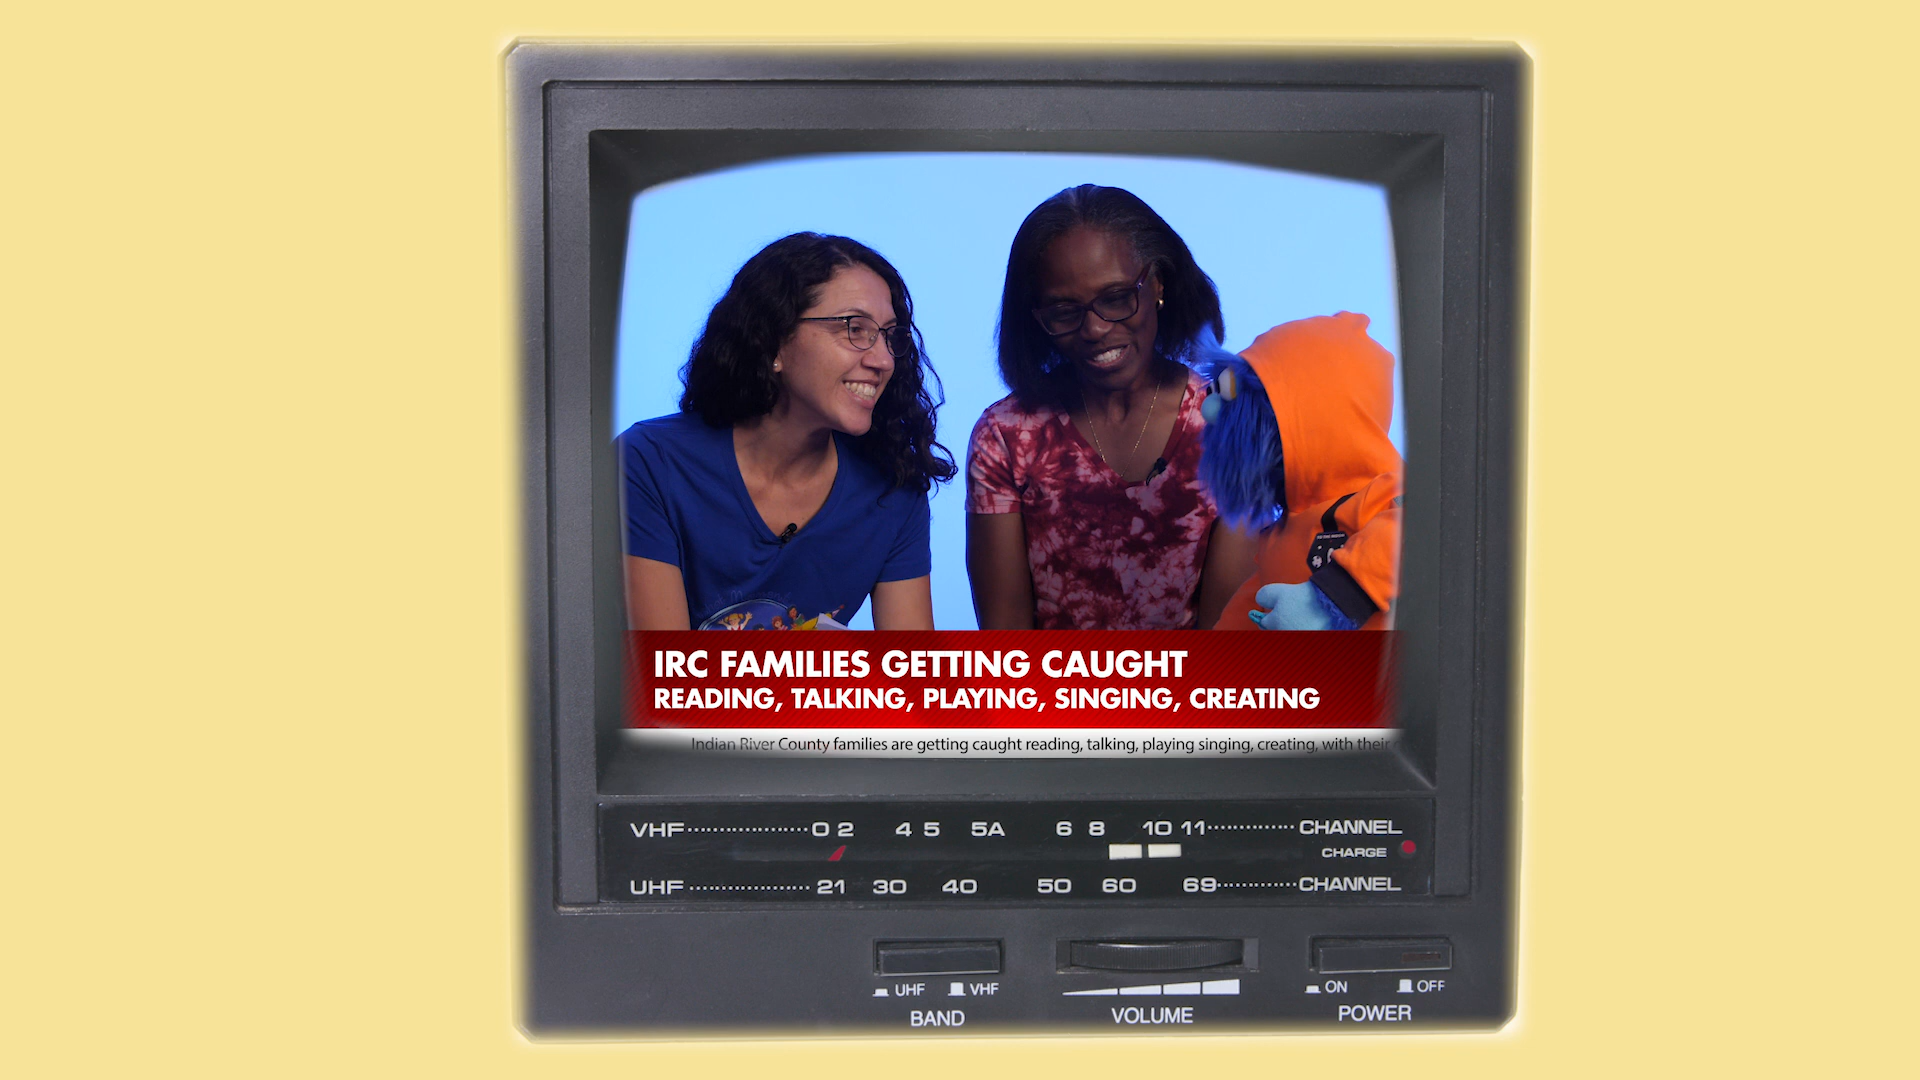 IRC FAMILIES GETTING CAUGHT
READING, TALKING, PLAYING, SINGING, CREATING
Indian River County families are getting caught reading, talking, playing singing, creating, with their
VHF 0 2 4 5 5A 6 8 10 11 CHANNEL
CHARGE
UHF 21 30 40 50 60 69 CHANNEL
UHF VHF ON OFF
BAND VOLUME POWER